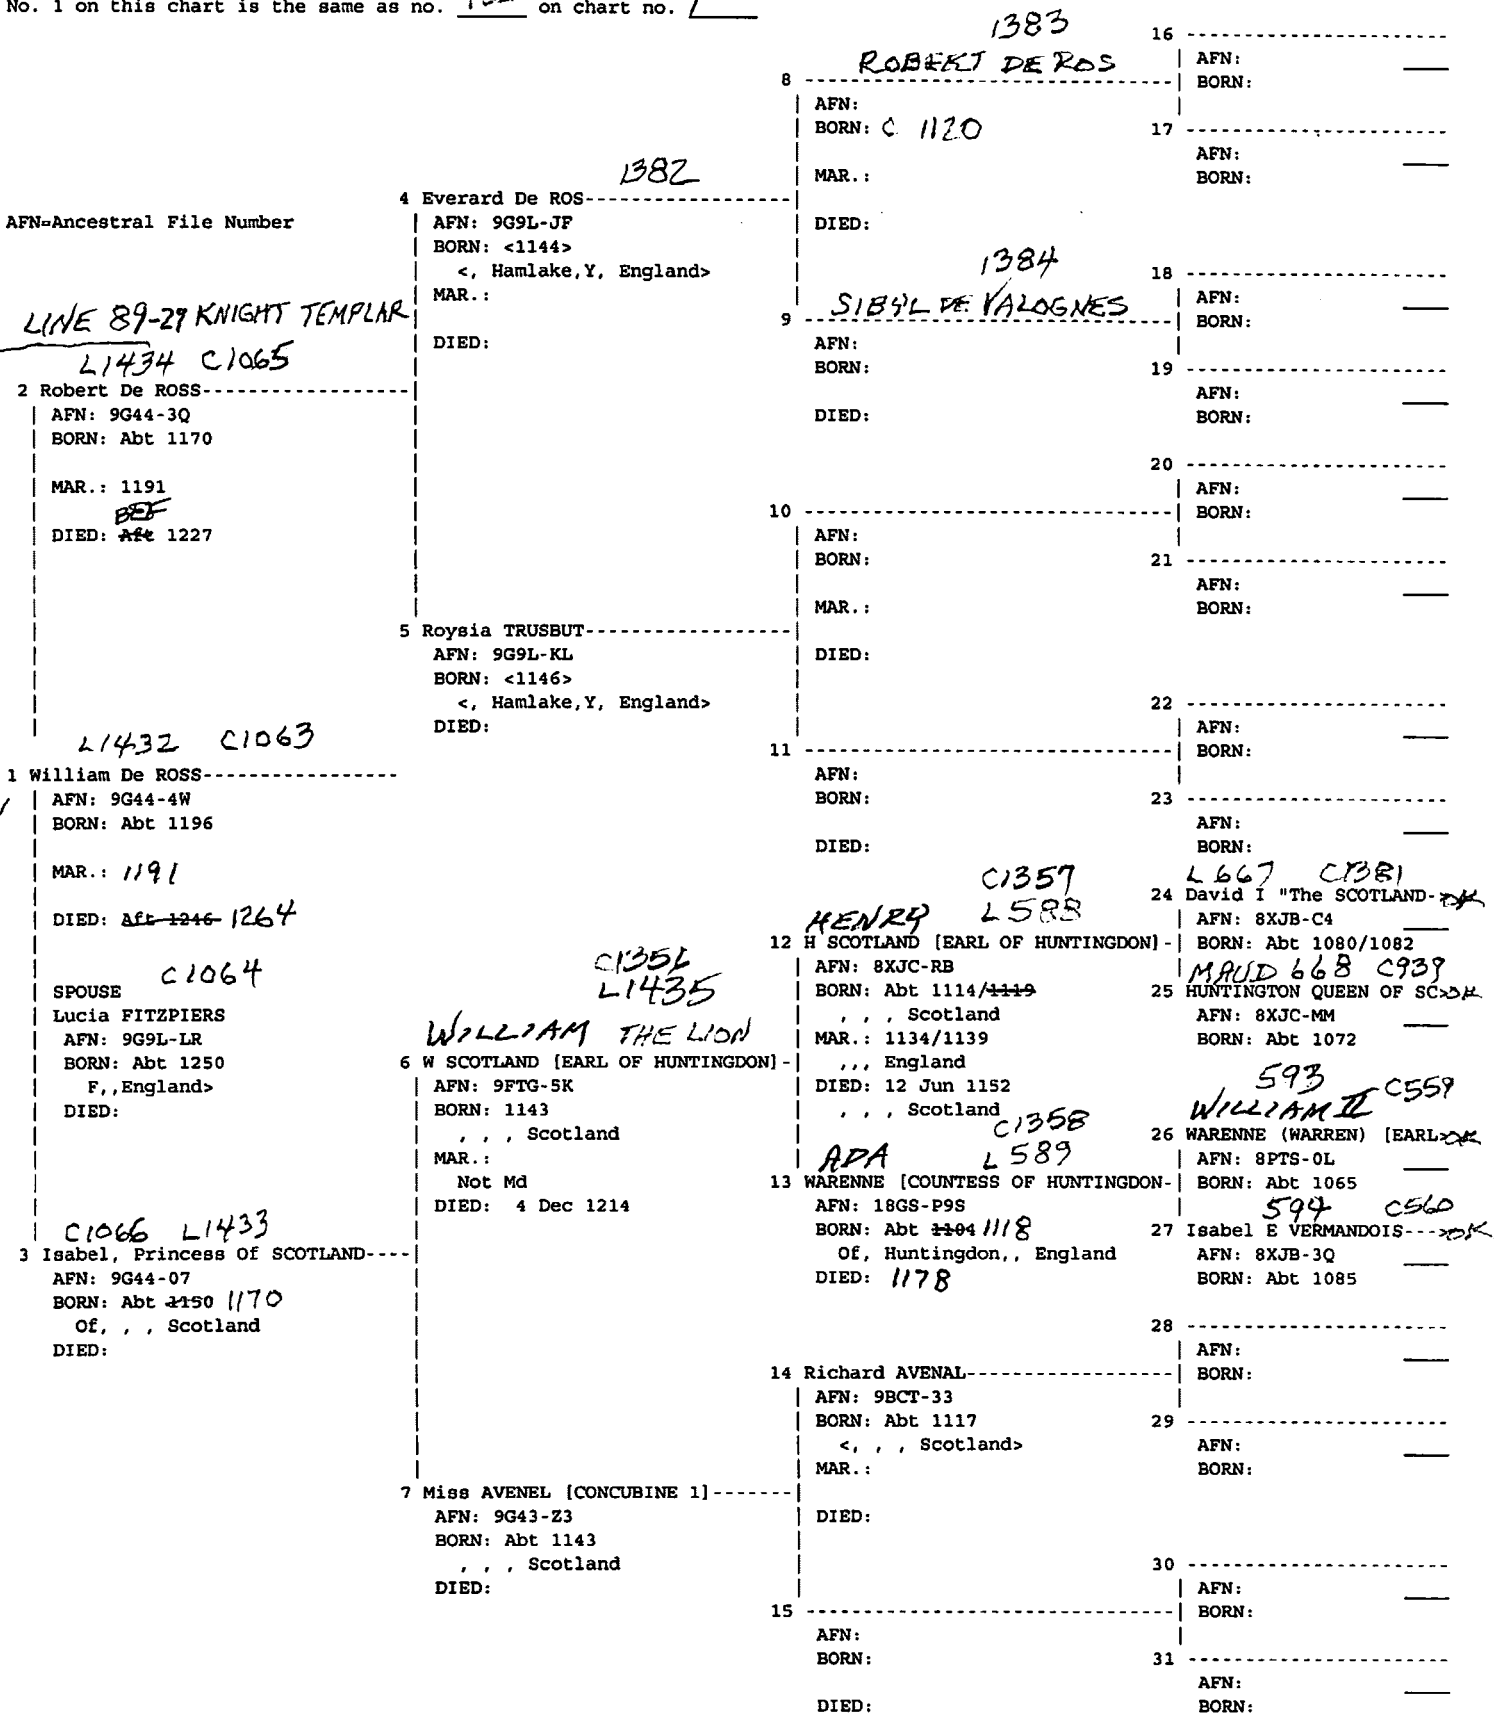 No. 1 on this chart is the same as no. on chart no. 1
AFN=Ancestral File Number
LINE 89-29 KNIGHT TEMPLAR
L1434 C1065
2 Robert De ROSS
AFN: 9G44-3Q
BORN: Abt 1170
MAR.: 1191
BEF
DIED: Aft 1227
L1432 C1063
1 William De ROSS
AFN: 9G44-4W
BORN: Abt 1196
MAR.: 1191
DIED: Aft 1246 1264
C1064
SPOUSE
Lucia FITZPIERS
AFN: 9G9L-LR
BORN: Abt 1250
F,,England>
DIED:
C1066 L1433
3 Isabel, Princess Of SCOTLAND
AFN: 9G44-07
BORN: Abt 1150 1170
Of, , , Scotland
DIED:
1382
4 Everard De ROS
AFN: 9G9L-JF
BORN: <1144>
<, Hamlake,Y, England>
MAR.:
DIED:
5 Roysia TRUSBUT
AFN: 9G9L-KL
BORN: <1146>
<, Hamlake,Y, England>
DIED:
L1435
WILLIAM THE LION
6 W SCOTLAND [EARL OF HUNTINGDON]
AFN: 9FTG-5K
BORN: 1143
, , , Scotland
MAR.:
Not Md
DIED: 4 Dec 1214
7 Miss AVENEL [CONCUBINE 1]
AFN: 9G43-Z3
BORN: Abt 1143
, , , Scotland
DIED:
1383
ROBERT DE ROS
8
AFN:
BORN: C 1120
MAR.:
DIED:
1384
SIBYL DE VALOGNES
9
AFN:
BORN:
DIED:
10
AFN:
BORN:
MAR.:
DIED:
11
AFN:
BORN:
DIED:
C1357
HENRY L588
12 H SCOTLAND [EARL OF HUNTINGDON]
AFN: 8XJC-RB
BORN: Abt 1114/1119
, , , Scotland
MAR.: 1134/1139
,,, England
DIED: 12 Jun 1152
, , , Scotland
C1358
ADA L589
13 WARENNE [COUNTESS OF HUNTINGDON
AFN: 18GS-P9S
BORN: Abt 1104 1118
Of, Huntingdon,, England
DIED: 1178
14 Richard AVENAL
AFN: 9BCT-33
BORN: Abt 1117
<, , , Scotland>
MAR.:
DIED:
15
AFN:
BORN:
DIED:
16
AFN:
BORN:
17
AFN:
BORN:
18
AFN:
BORN:
19
AFN:
BORN:
20
AFN:
BORN:
21
AFN:
BORN:
22
AFN:
BORN:
23
AFN:
BORN:
L667 C1381
24 David I "The SCOTLAND
AFN: 8XJB-C4
BORN: Abt 1080/1082
MAUD 668 C939
25 HUNTINGTON QUEEN OF SC>
AFN: 8XJC-MM
BORN: Abt 1072
593 C559
WILLIAM II
26 WARENNE (WARREN) [EARL>
AFN: 8PTS-0L
BORN: Abt 1065
594 C560
27 Isabel E VERMANDOIS
AFN: 8XJB-3Q
BORN: Abt 1085
28
AFN:
BORN:
29
AFN:
BORN:
30
AFN:
BORN:
31
AFN:
BORN: